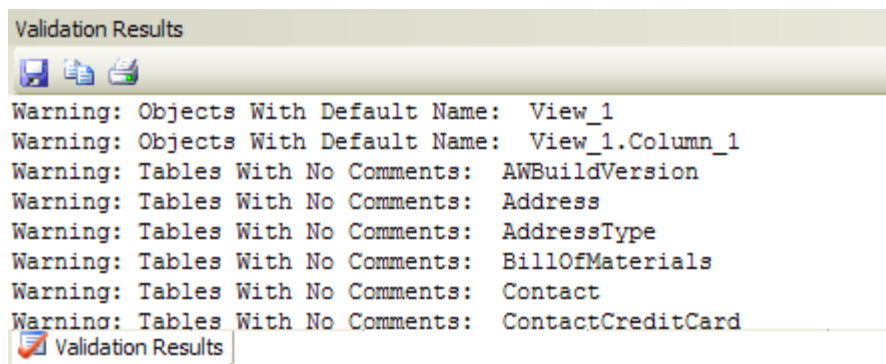 Validation Results
Warning: Objects With Default Name:  View_1
Warning: Objects With Default Name:  View_1.Column_1
Warning: Tables With No Comments:  AWBuildVersion
Warning: Tables With No Comments:  Address
Warning: Tables With No Comments:  AddressType
Warning: Tables With No Comments:  BillOfMaterials
Warning: Tables With No Comments:  Contact
Warning: Tables With No Comments:  ContactCreditCard
Validation Results